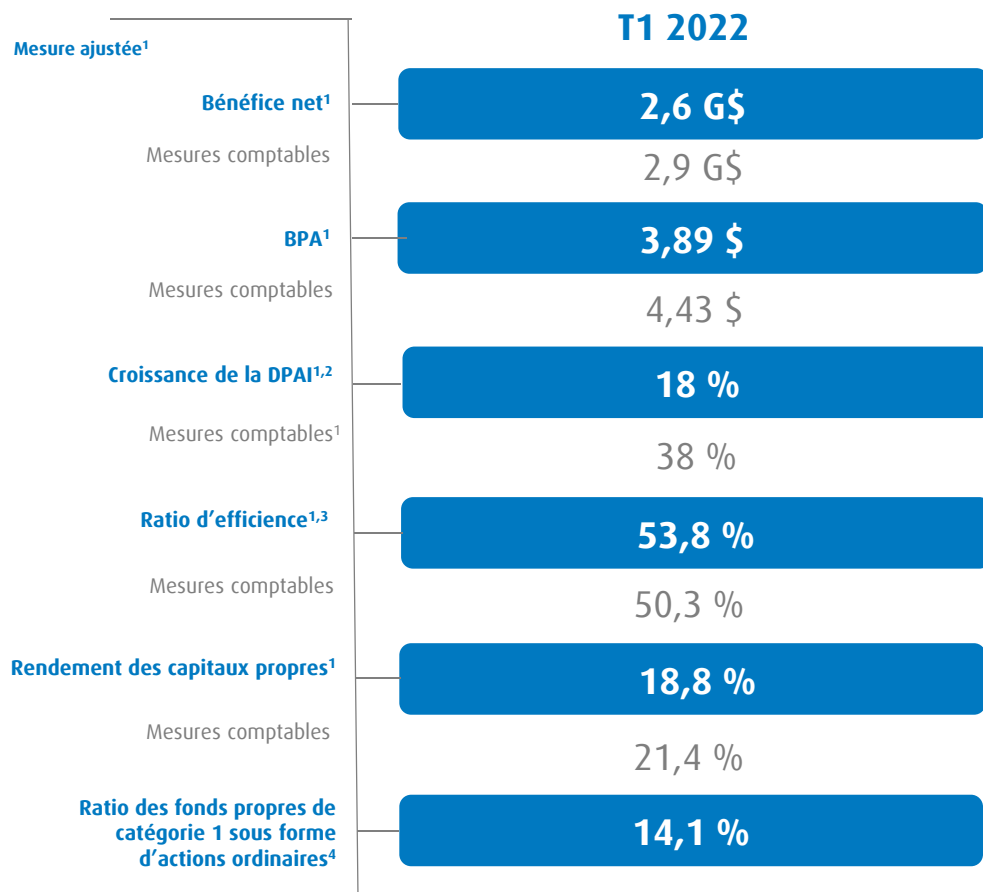 T1 2022
Mesure ajustée¹
Bénéfice net¹
2,6 G$
Mesures comptables
2,9 G$
BPA¹
3,89 $
Mesures comptables
4,43 $
Croissance de la DPAI¹,²
18 %
Mesures comptables¹
38 %
Ratio d’efficience¹,³
53,8 %
Mesures comptables
50,3 %
Rendement des capitaux propres¹
18,8 %
Mesures comptables
21,4 %
Ratio des fonds propres de
catégorie 1 sous forme
d’actions ordinaires⁴
14,1 %